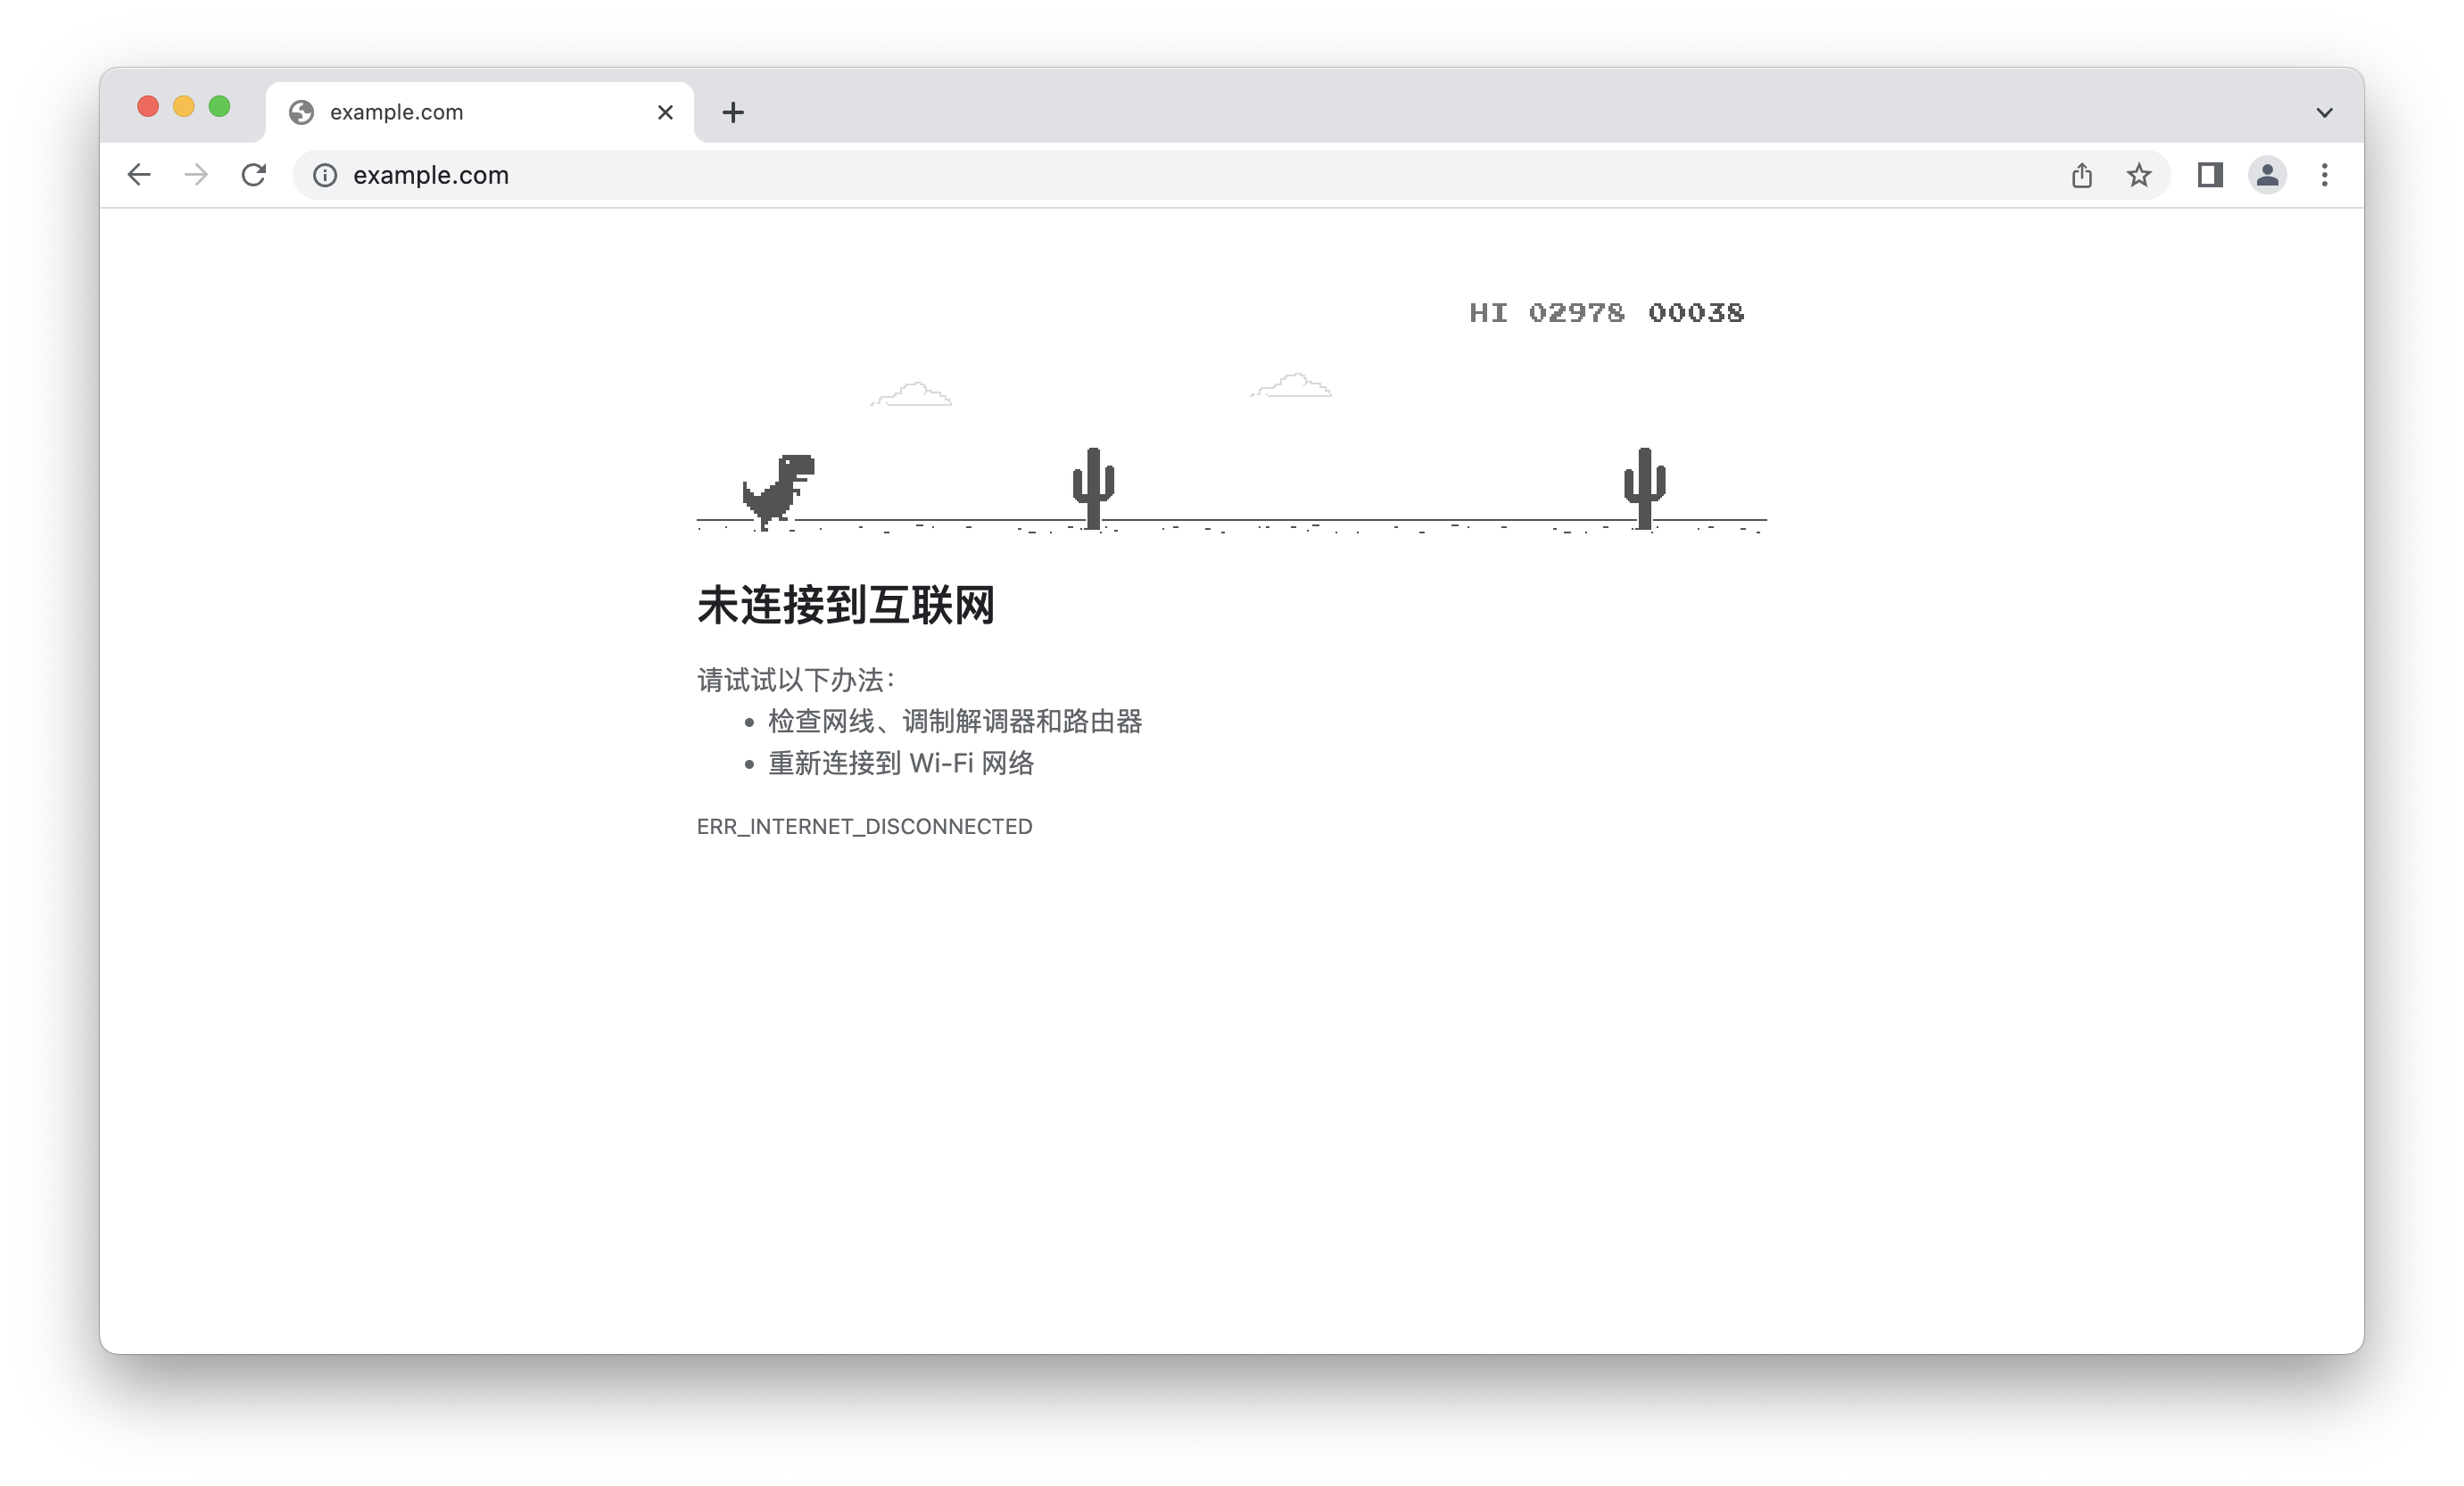 example.com
example.com
HI 02978 00038
未连接到互联网
请试试以下办法：
• 检查网线、调制解调器和路由器
• 重新连接到 Wi-Fi 网络
ERR_INTERNET_DISCONNECTED